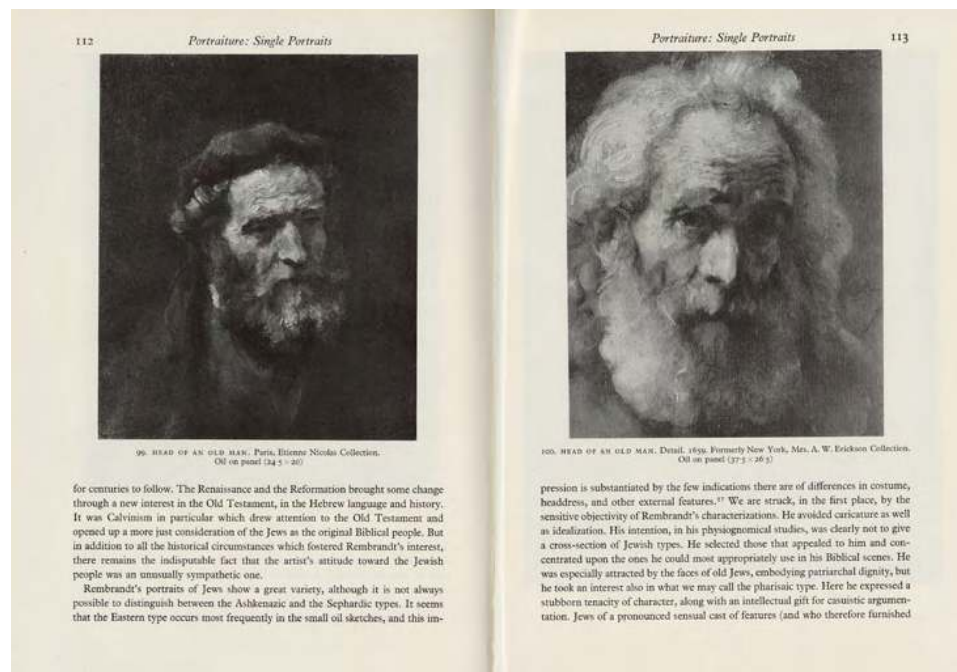 112
Portraiture: Single Portraits
99. HEAD OF AN OLD MAN. Paris, Etienne Nicolas Collection.
Oil on panel (24·5 × 20)
for centuries to follow. The Renaissance and the Reformation brought some change
through a new interest in the Old Testament, in the Hebrew language and history.
It was Calvinism in particular which drew attention to the Old Testament and
opened up a more just consideration of the Jews as the original Biblical people. But
in addition to all the historical circumstances which fostered Rembrandt's interest,
there remains the indisputable fact that the artist's attitude toward the Jewish
people was an unusually sympathetic one.
Rembrandt's portraits of Jews show a great variety, although it is not always
possible to distinguish between the Ashkenazic and the Sephardic types. It seems
that the Eastern type occurs most frequently in the small oil sketches, and this im-
Portraiture: Single Portraits
113
100. HEAD OF AN OLD MAN. Detail. 1659. Formerly New York, Mrs. A. W. Erickson Collection.
Oil on panel (37·5 × 26·5)
pression is substantiated by the few indications there are of differences in costume,
headdress, and other external features.¹⁷ We are struck, in the first place, by the
sensitive objectivity of Rembrandt's characterizations. He avoided caricature as well
as idealization. His intention, in his physiognomical studies, was clearly not to give
a cross-section of Jewish types. He selected those that appealed to him and con-
centrated upon the ones he could most appropriately use in his Biblical scenes. He
was especially attracted by the faces of old Jews, embodying patriarchal dignity, but
he took an interest also in what we may call the pharisaic type. Here he expressed a
stubborn tenacity of character, along with an intellectual gift for casuistic argumen-
tation. Jews of a pronounced sensual cast of features (and who therefore furnished